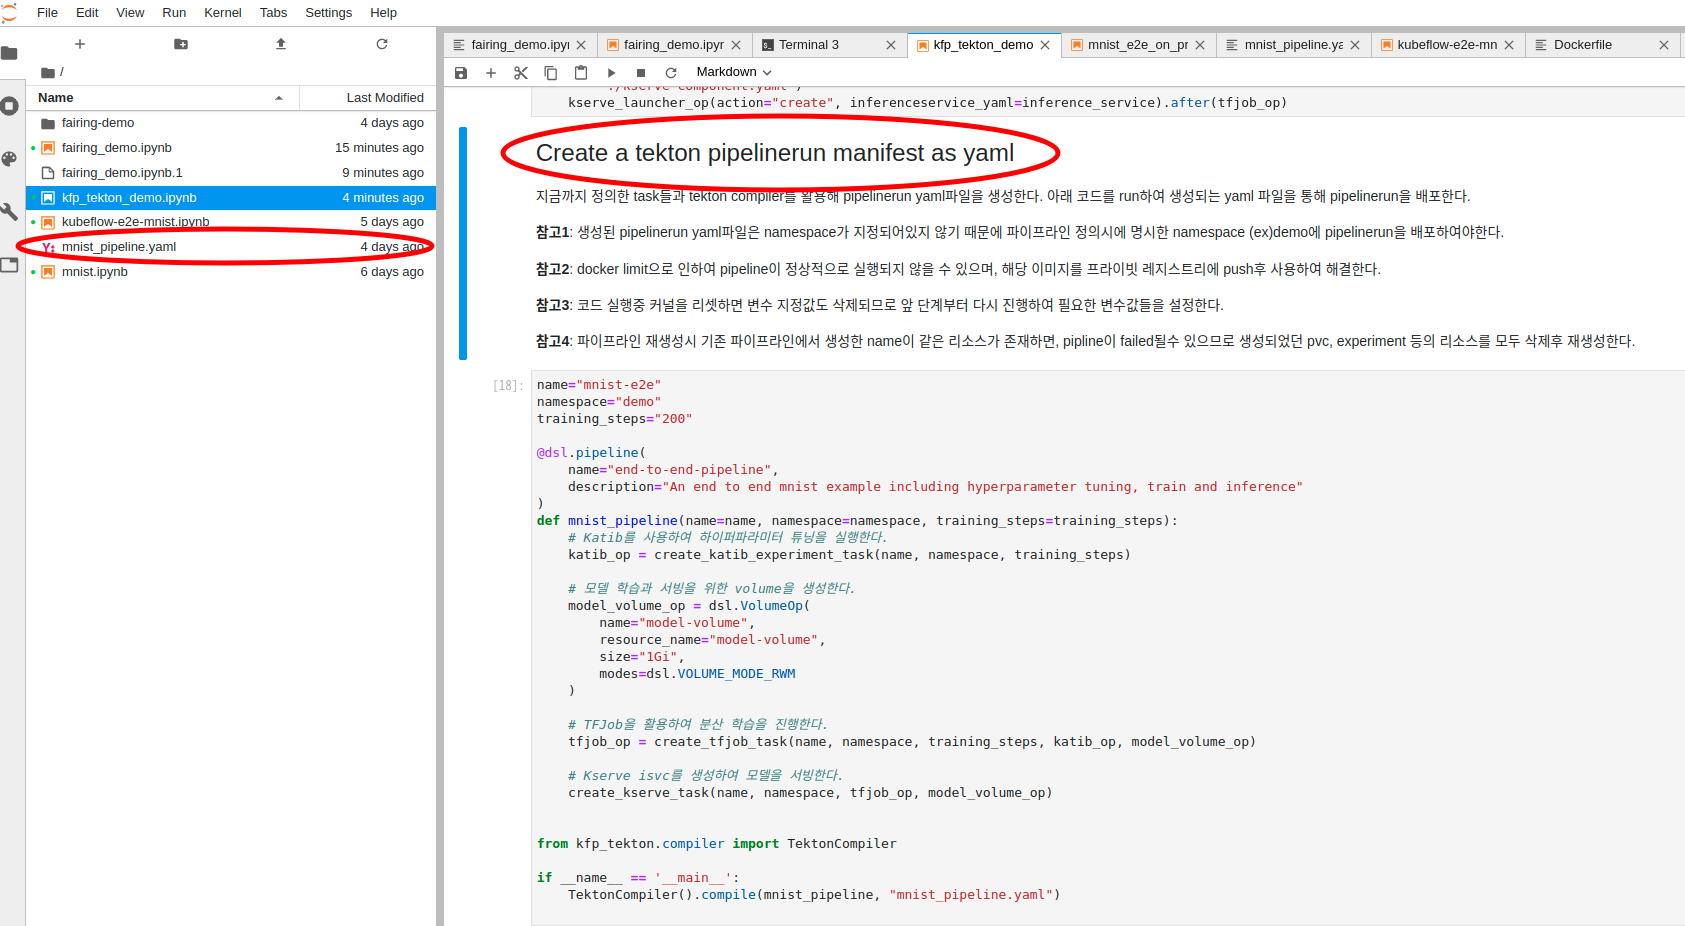 File Edit View Run Kernel Tabs Settings Help
fairing_demo.ipyı fairing_demo.ipyr Terminal 3 kfp_tekton_demo mnist_e2e_on_pr mnist_pipeline.ya kubeflow-e2e-mn Dockerfile
/
Markdown
Name Last Modified
fairing-demo 4 days ago
fairing_demo.ipynb 15 minutes ago
fairing_demo.ipynb.1 9 minutes ago
kfp_tekton_demo.ipynb 4 minutes ago
kubeflow-e2e-mnist.ipynb 5 days ago
mnist_pipeline.yaml 4 days ago
mnist.ipynb 6 days ago
"./kserve-component.yaml")
kserve_launcher_op(action="create", inferenceservice_yaml=inference_service).after(tfjob_op)
Create a tekton pipelinerun manifest as yaml
지금까지 정의한 task들과 tekton compiler를 활용해 pipelinerun yaml파일을 생성한다. 아래 코드를 run하여 생성되는 yaml 파일을 통해 pipelinerun을 배포한다.
참고1: 생성된 pipelinerun yaml파일은 namespace가 지정되어있지 않기 때문에 파이프라인 정의시에 명시한 namespace (ex)demo에 pipelinerun을 배포하여야한다.
참고2: docker limit으로 인하여 pipeline이 정상적으로 실행되지 않을 수 있으며, 해당 이미지를 프라이빗 레지스트리에 push후 사용하여 해결한다.
참고3: 코드 실행중 커널을 리셋하면 변수 지정값도 삭제되므로 앞 단계부터 다시 진행하여 필요한 변수값들을 설정한다.
참고4: 파이프라인 재생성시 기존 파이프라인에서 생성한 name이 같은 리소스가 존재하면, pipline이 failed될수 있으므로 생성되었던 pvc, experiment 등의 리소스를 모두 삭제후 재생성한다.
[18]:
name="mnist-e2e"
namespace="demo"
training_steps="200"
@dsl.pipeline(
name="end-to-end-pipeline",
description="An end to end mnist example including hyperparameter tuning, train and inference"
)
def mnist_pipeline(name=name, namespace=namespace, training_steps=training_steps):
# Katib를 사용하여 하이퍼파라미터 튜닝을 실행한다.
katib_op = create_katib_experiment_task(name, namespace, training_steps)
# 모델 학습과 서빙을 위한 volume을 생성한다.
model_volume_op = dsl.VolumeOp(
name="model-volume",
resource_name="model-volume",
size="1Gi",
modes=dsl.VOLUME_MODE_RWM
)
# TFJob을 활용하여 분산 학습을 진행한다.
tfjob_op = create_tfjob_task(name, namespace, training_steps, katib_op, model_volume_op)
# Kserve isvc를 생성하여 모델을 서빙한다.
create_kserve_task(name, namespace, tfjob_op, model_volume_op)
from kfp_tekton.compiler import TektonCompiler
if __name__ == '__main__':
TektonCompiler().compile(mnist_pipeline, "mnist_pipeline.yaml")